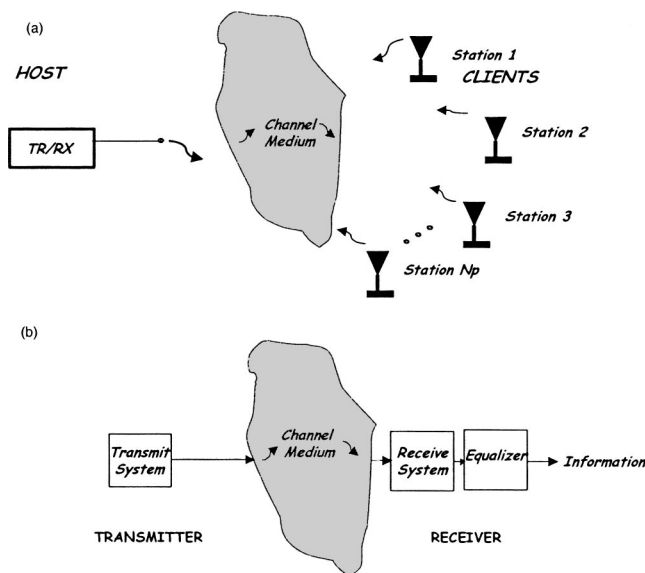 (a)
HOST
TR/RX
Channel
Medium
Station 1
CLIENTS
Station 2
Station 3
Station Np
(b)
Transmit
System
Channel
Medium
Receive
System
Equalizer
Information
TRANSMITTER
RECEIVER